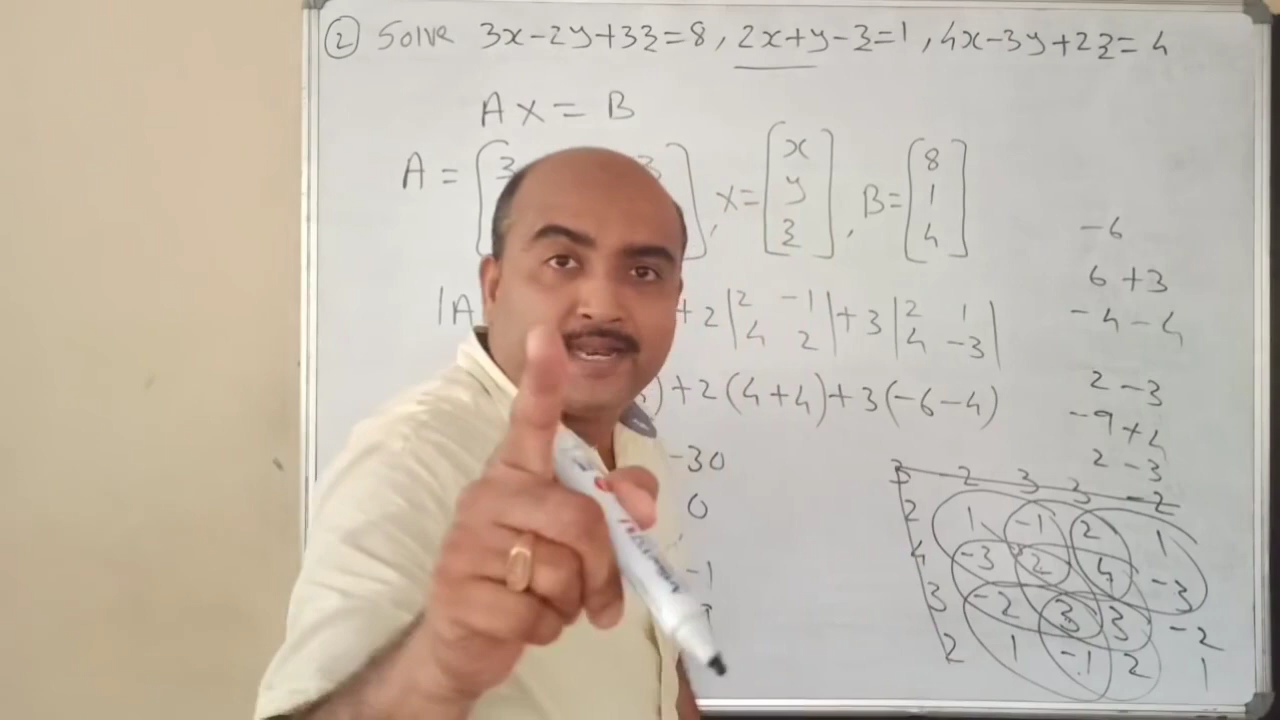 ② Solve 3x-2y+3z=8, 2x+y-z=1, 4x-3y+2z=4
AX=B
A=[3 3], X=[x y z], B=[8 1 4]
-6
6+3
|A +2|2 -1 4 2|+3|2 1 4 -3|
-4-4
)+2(4+4)+3(-6-4)
2-3
-9+4
-30
2-3
3 2 3 3 -2
0
2 1 -1 2 1
4 -3 2 4 -3
-1
3 -2 3 3 -2
2 1 -1 2 1